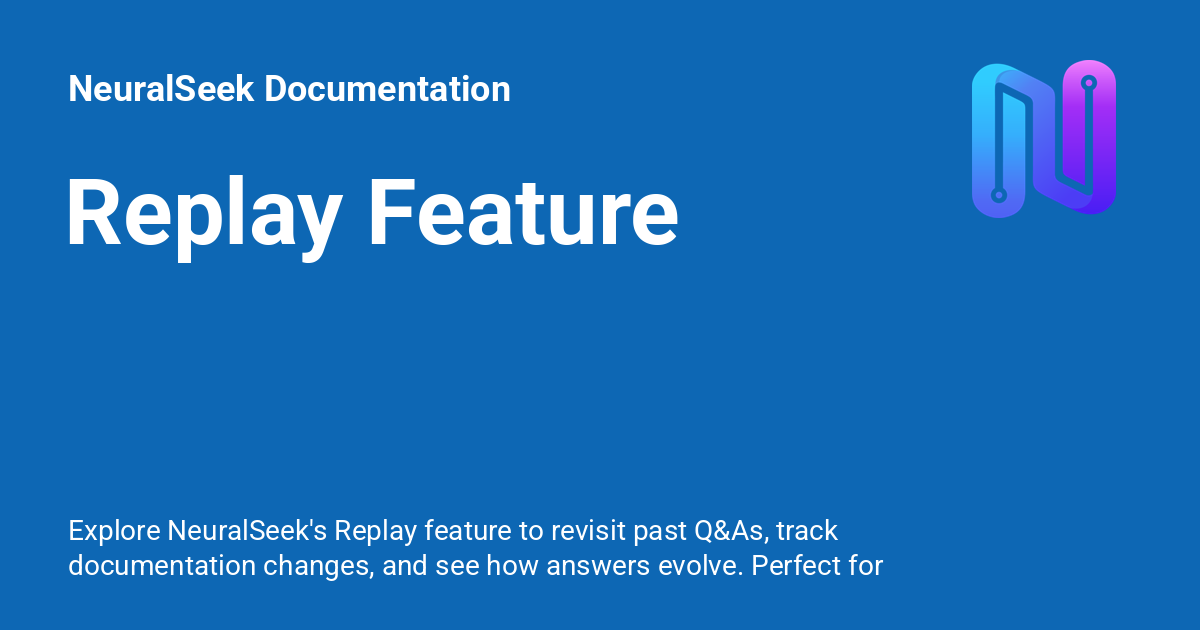 NeuralSeek Documentation
Replay Feature
Explore NeuralSeek's Replay feature to revisit past Q&As, track
documentation changes, and see how answers evolve. Perfect for